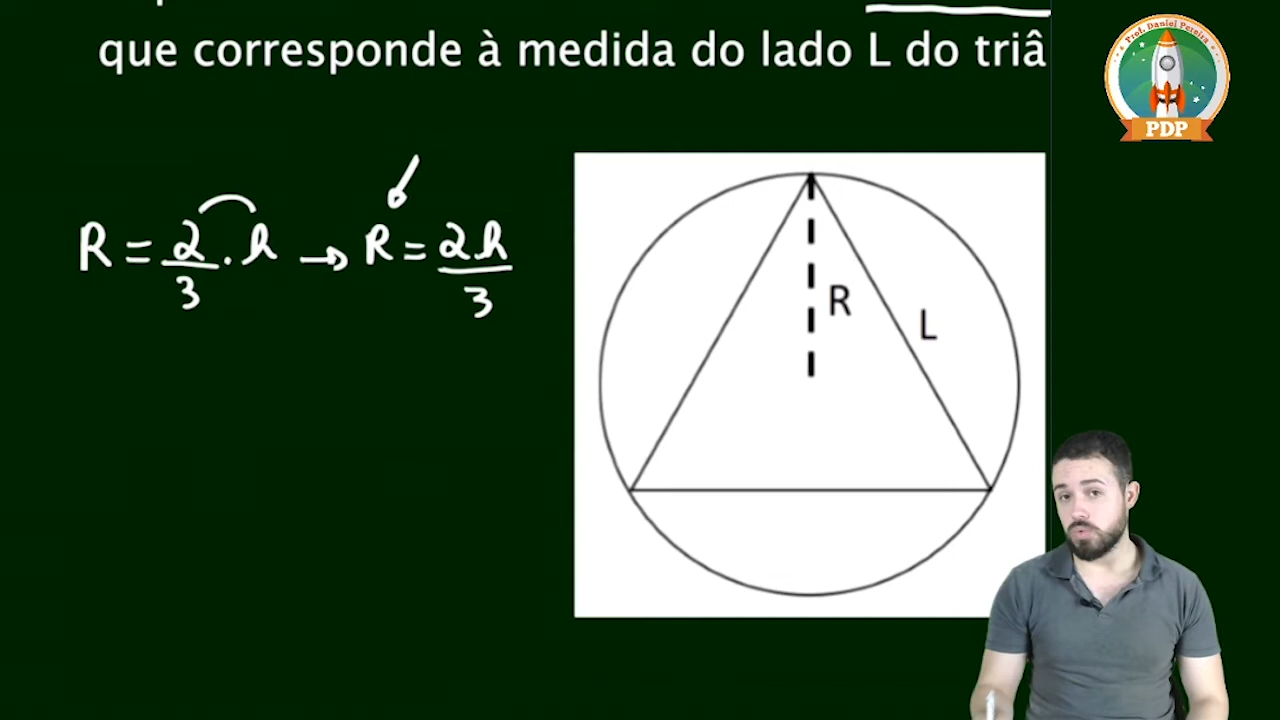 que corresponde à medida do lado L do triâ
R = 2/3 . h → R = 2h/3
R
L
Prof. Daniel Pereira
PDP